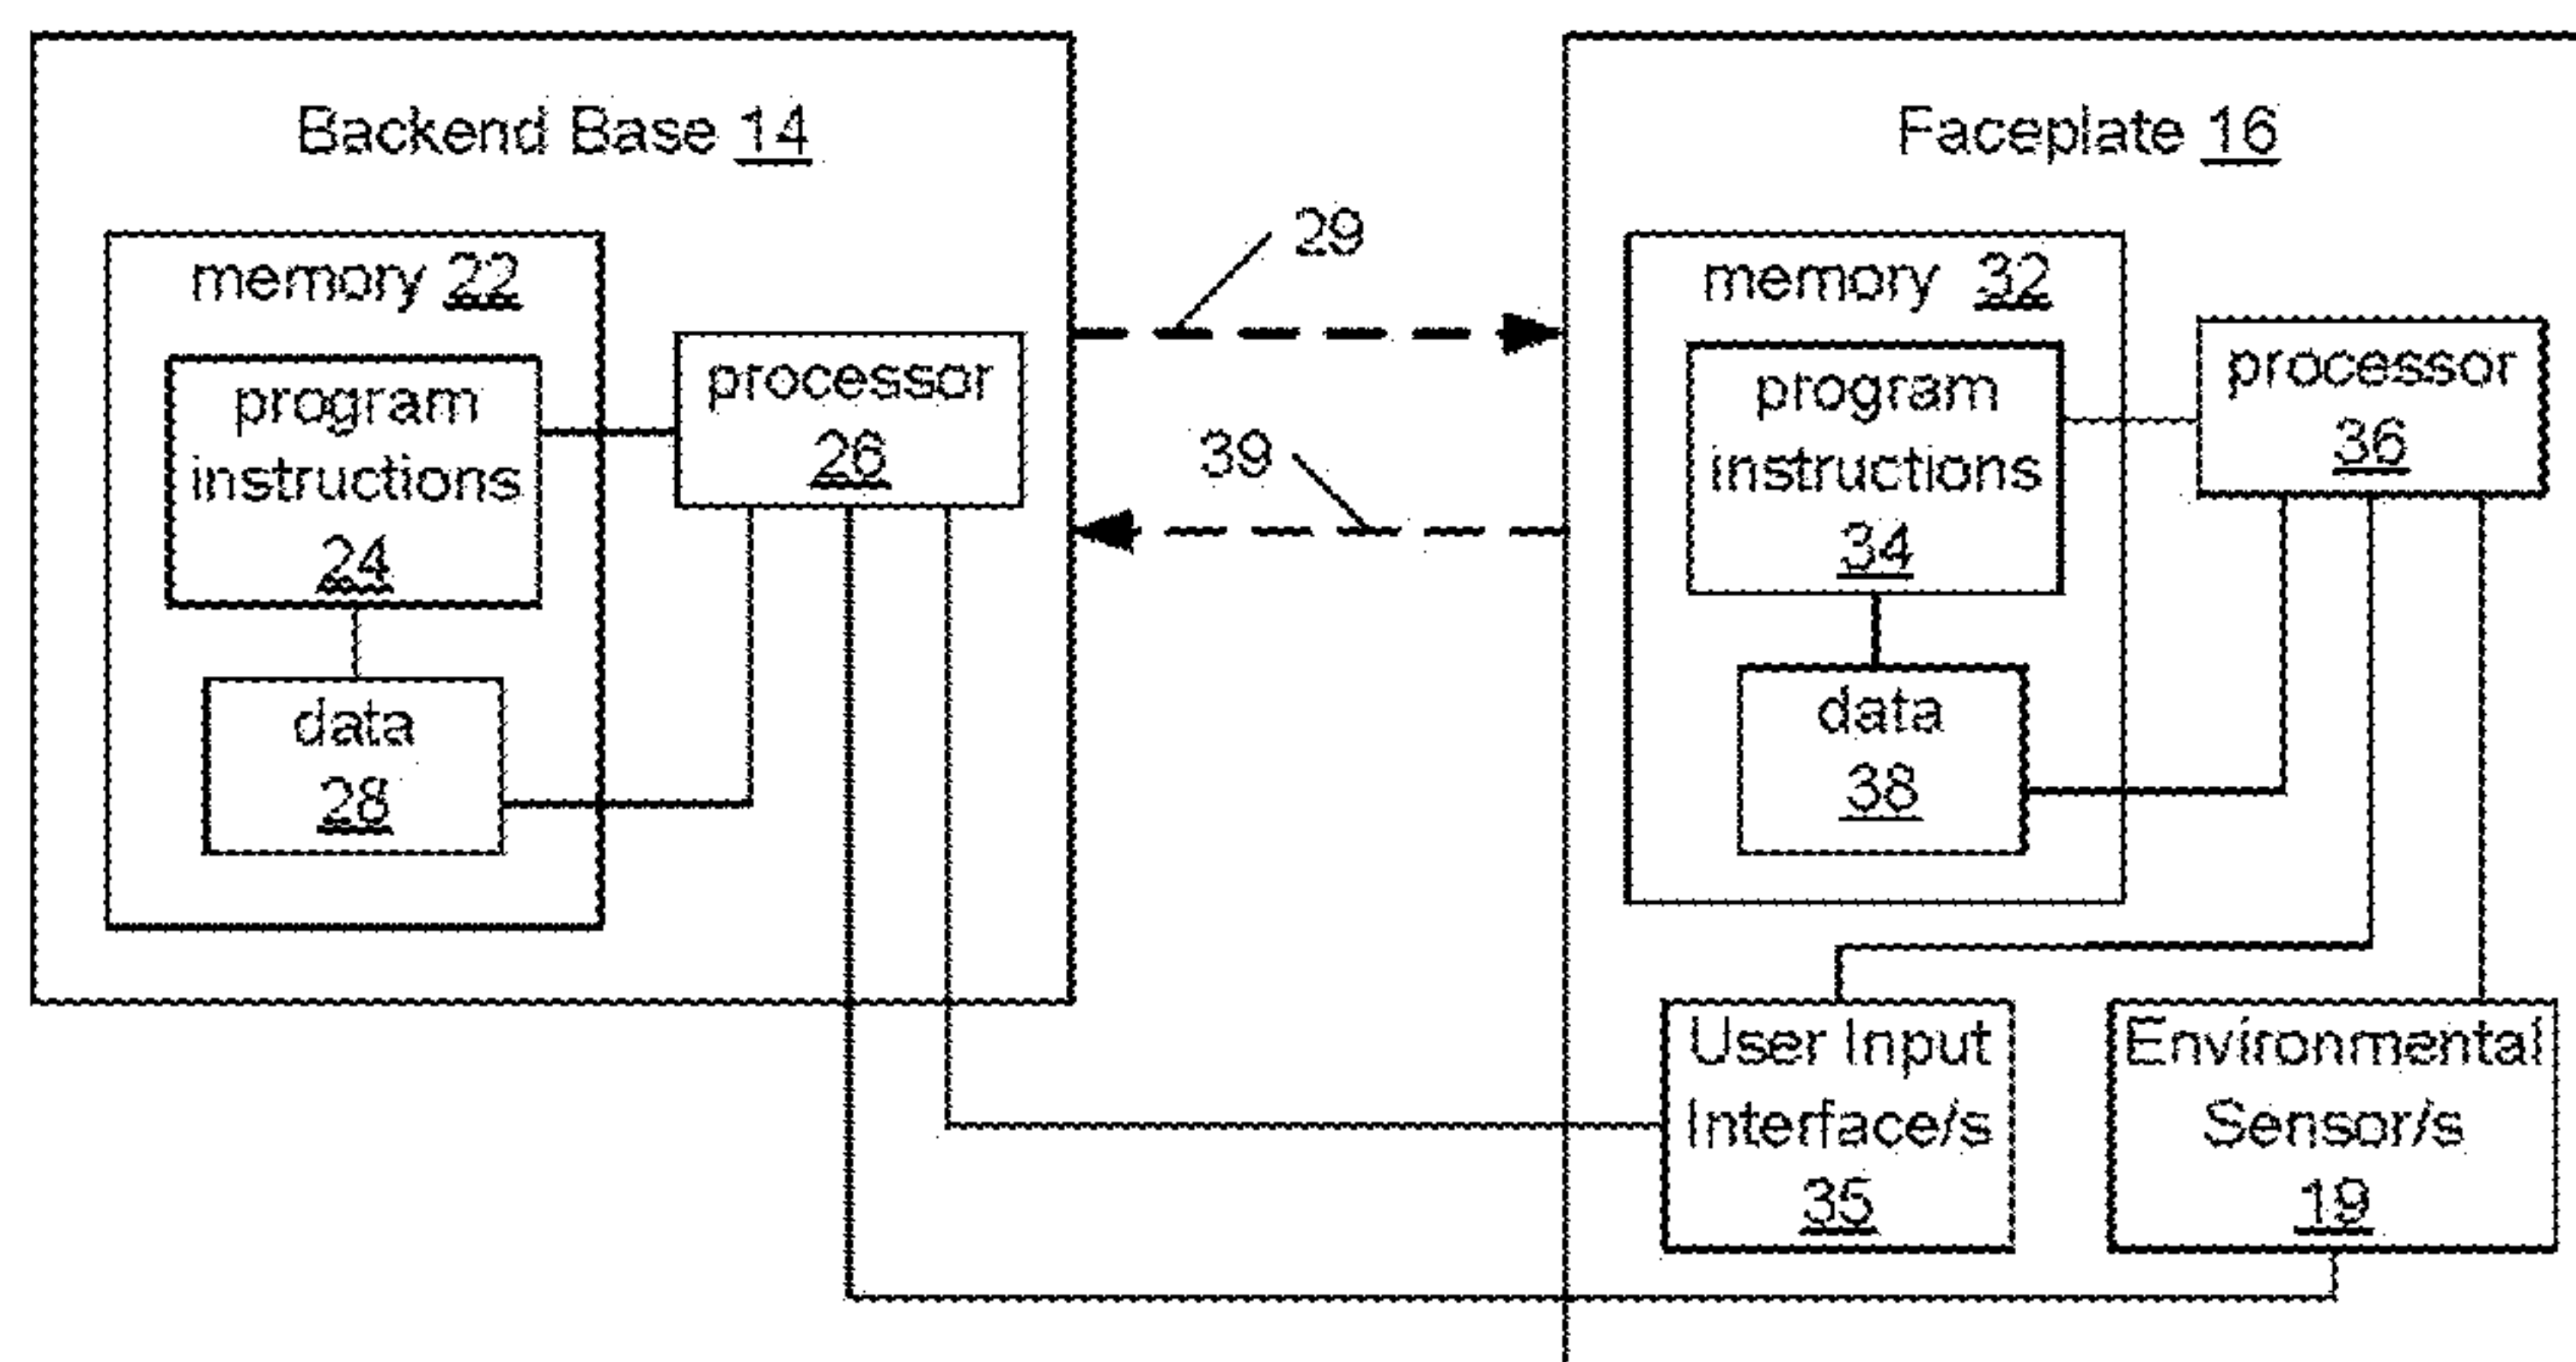 Backend Base 14
memory 22
program
instructions
24
data
28
processor
26
29
39
Faceplate 16
memory 32
program
instructions
34
data
38
processor
36
User Input
Interface/s
35
Environmental
Sensor/s
19